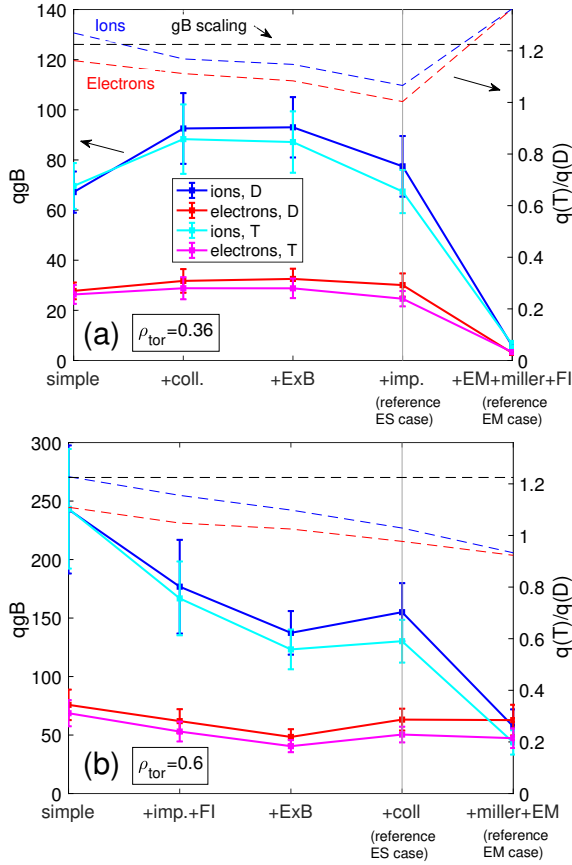 140
120
100
80
60
40
20
0
qgB
Ions
gB scaling
Electrons
ions, D
electrons, D
ions, T
electrons, T
(a)
ρtor=0.36
1.2
1
0.8
0.6
0.4
0.2
0
q(T)/q(D)
simple
+coll.
+ExB
+imp.
(reference
ES case)
+EM+miller+FI
(reference
EM case)
300
250
200
150
100
50
0
qgB
(b)
ρtor=0.6
1.2
1
0.8
0.6
0.4
0.2
0
q(T)/q(D)
simple
+imp.+FI
+ExB
+coll
(reference
ES case)
+miller+EM
(reference
EM case)